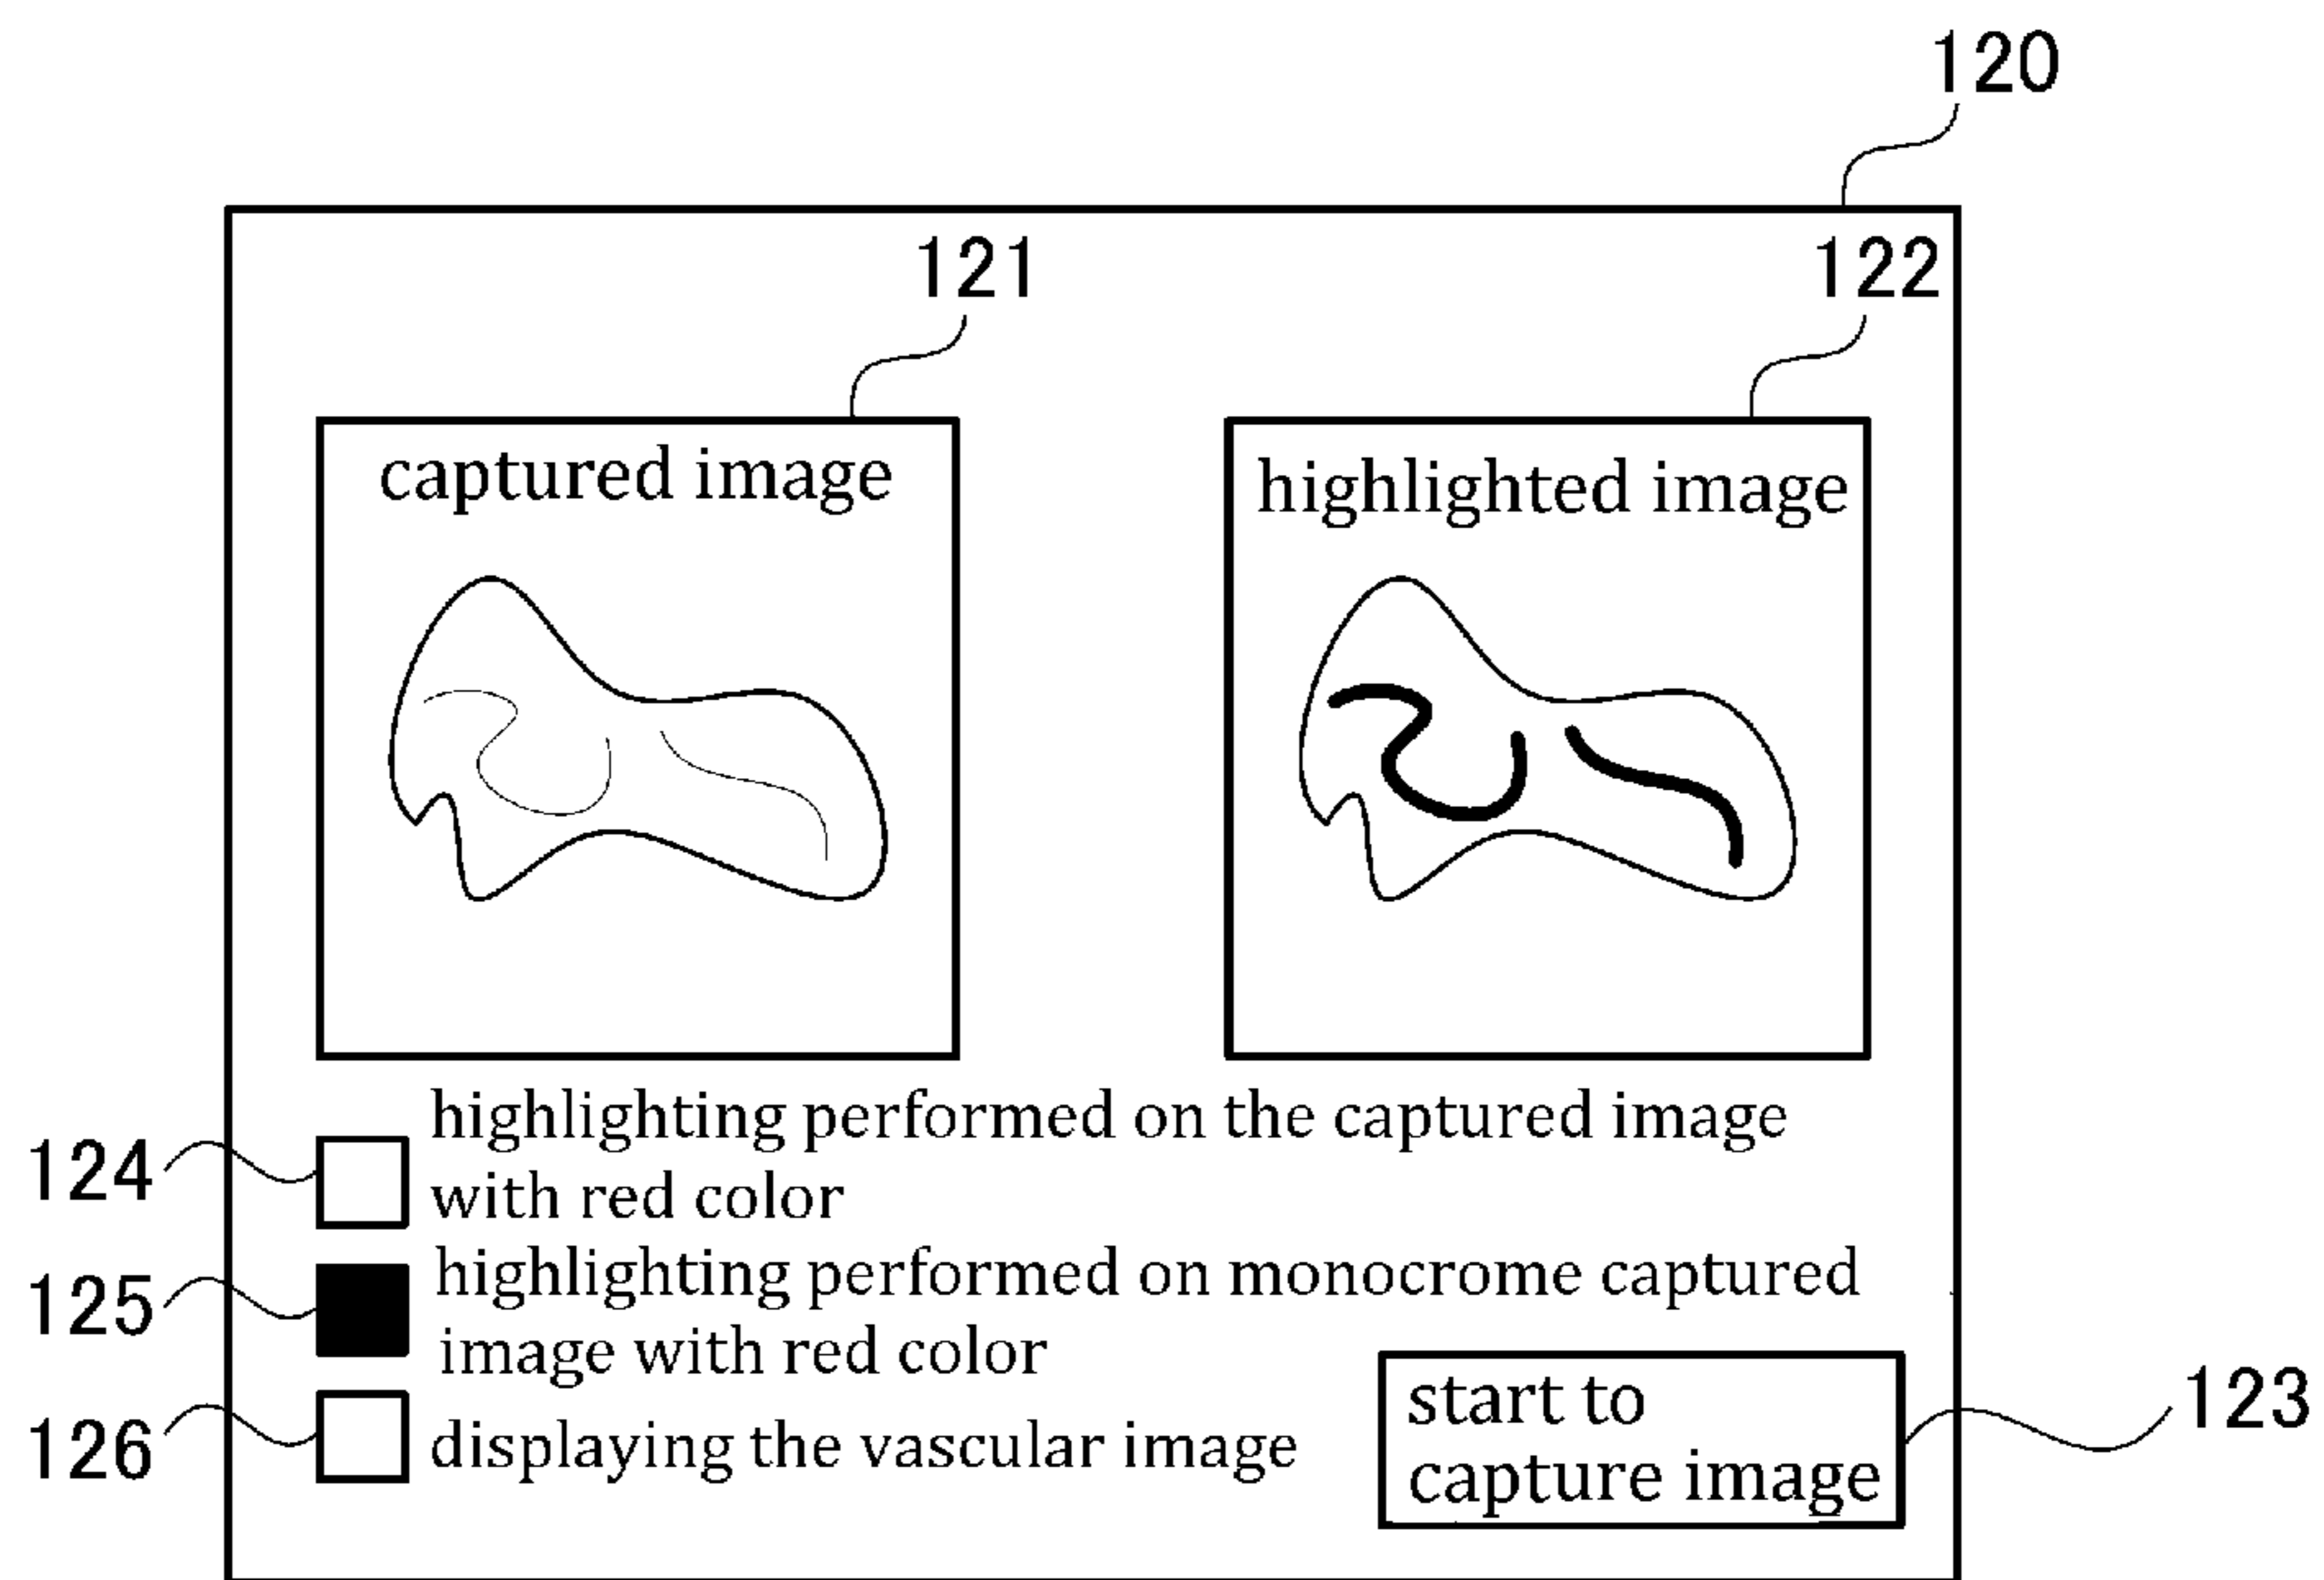 120
121
122
captured image
highlighted image
124
highlighting performed on the captured image
with red color
125
highlighting performed on monocrome captured
image with red color
126
displaying the vascular image
start to
capture image
123